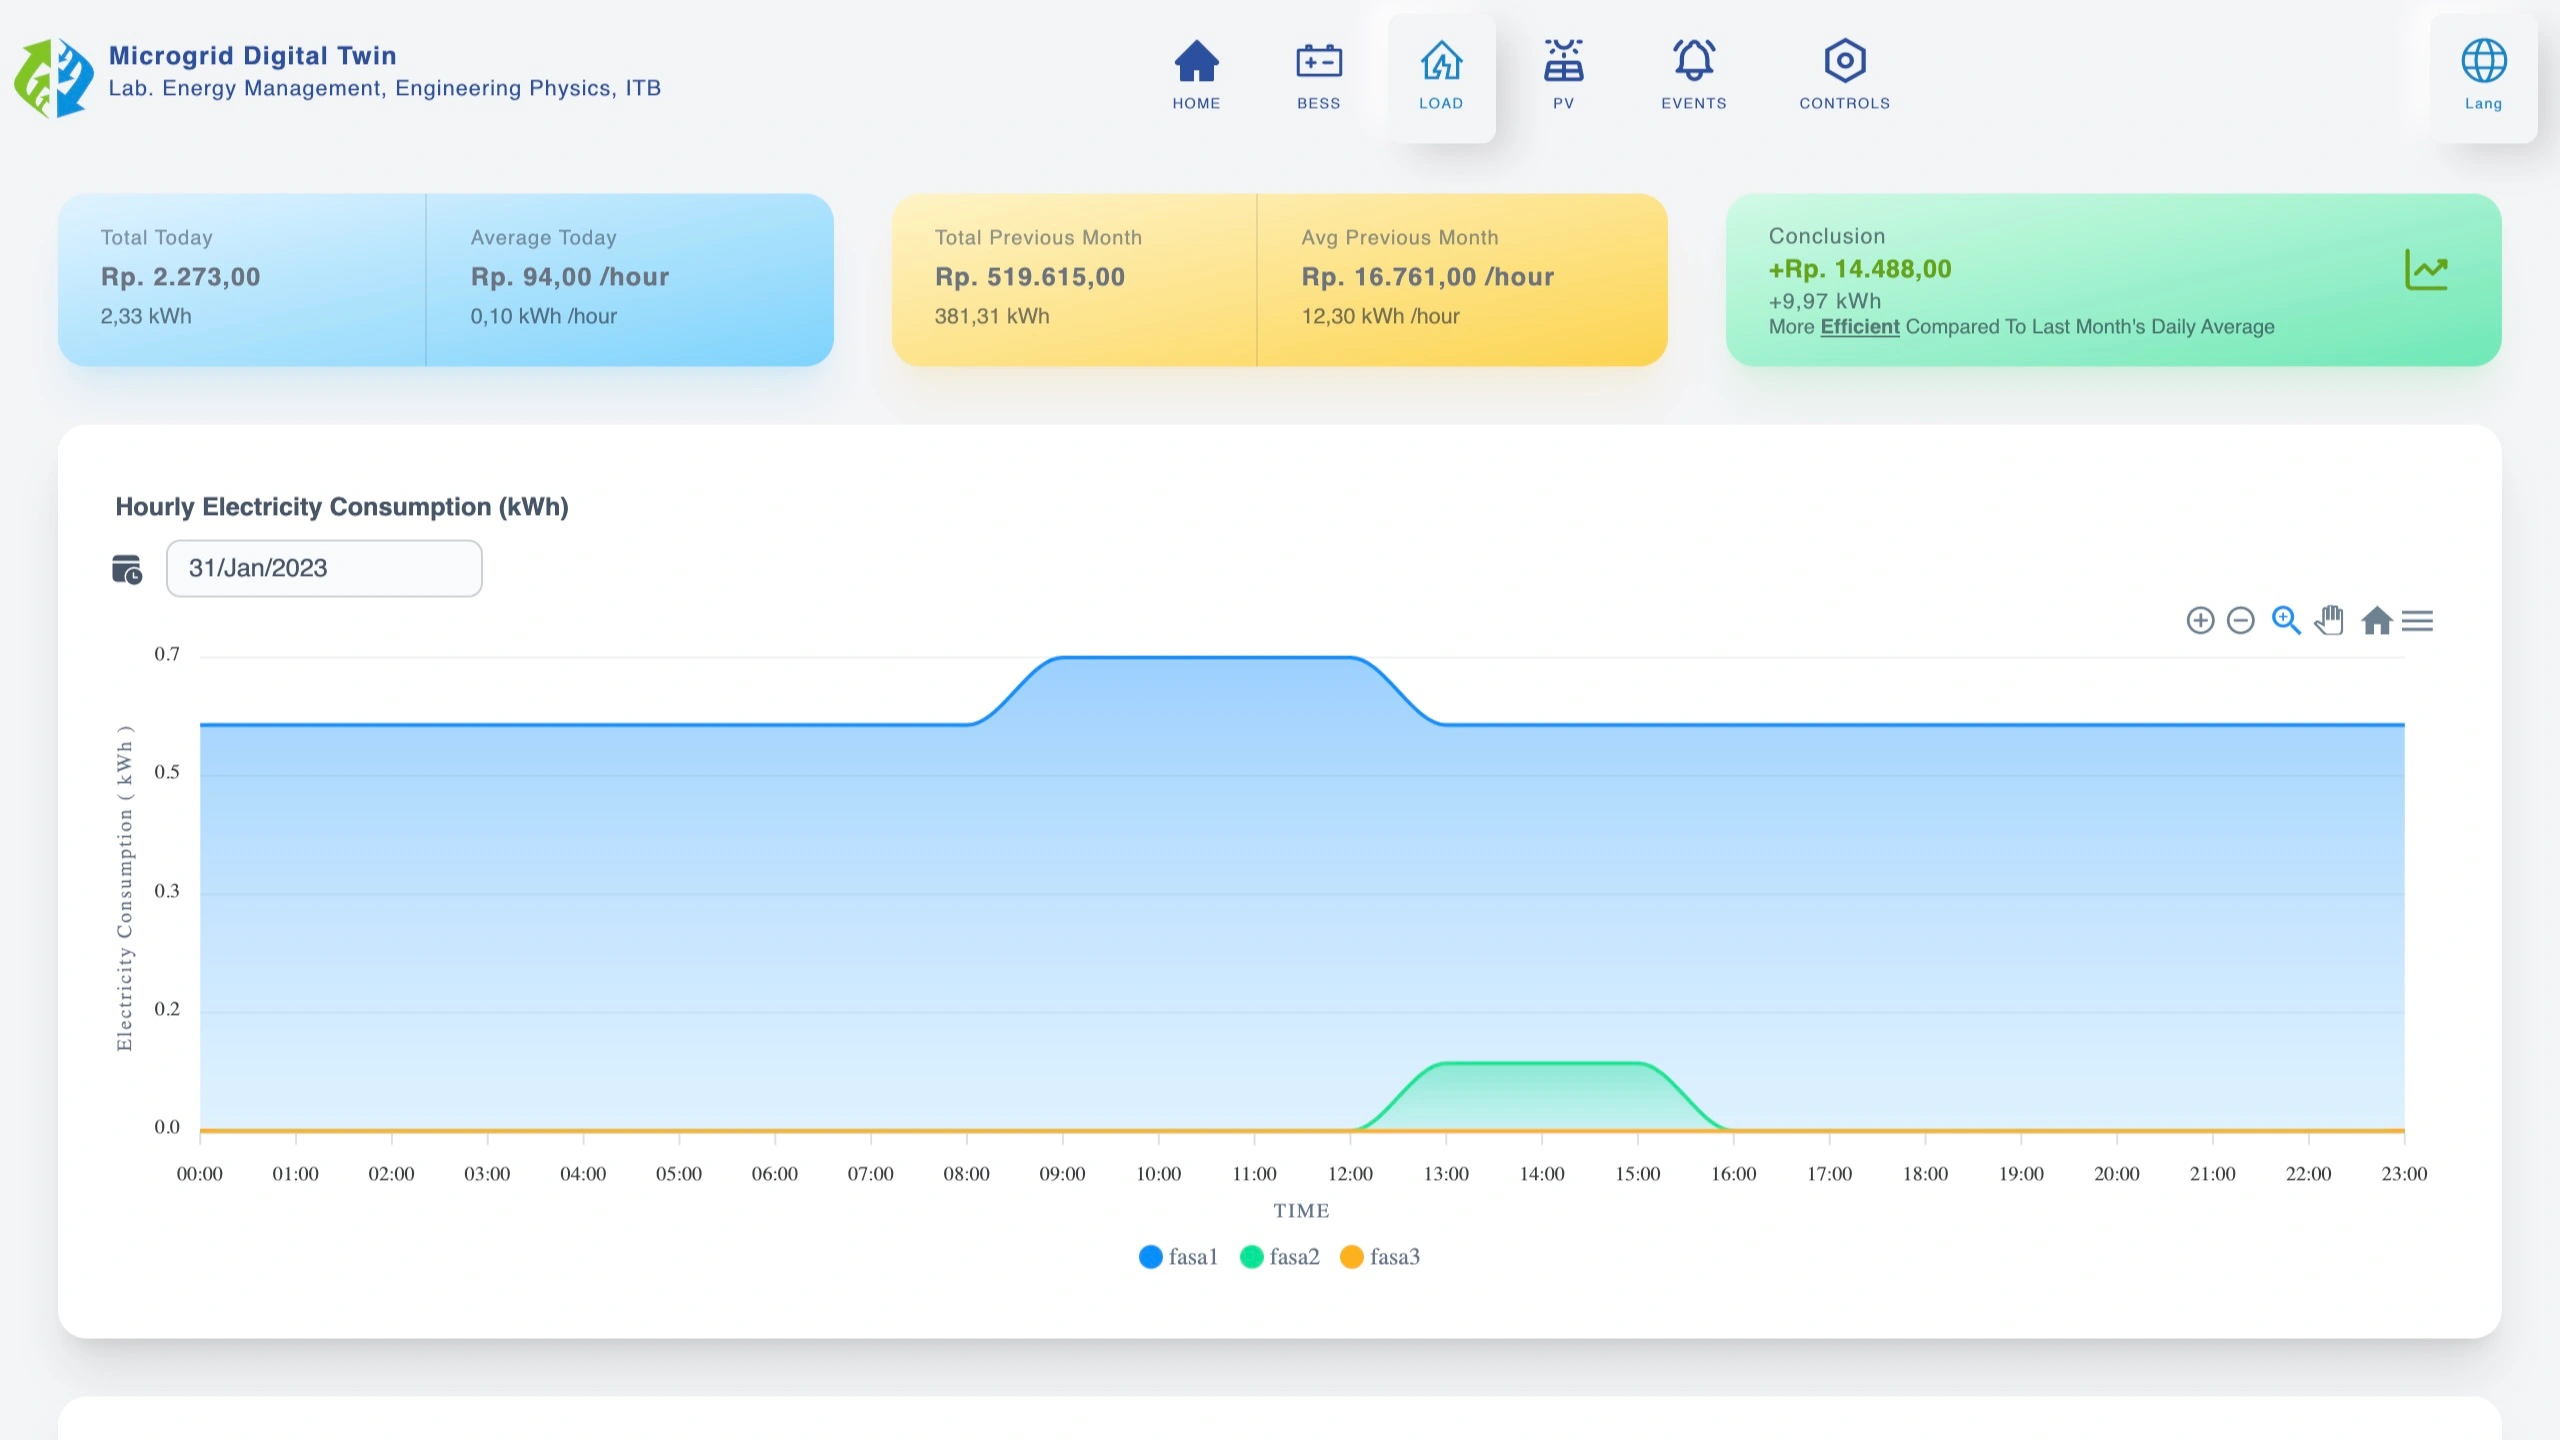 Microgrid Digital Twin
Lab. Energy Management, Engineering Physics, ITB
HOME
BESS
LOAD
PV
EVENTS
CONTROLS
Lang
Total Today
Rp. 2.273,00
2,33 kWh
Average Today
Rp. 94,00 /hour
0,10 kWh /hour
Total Previous Month
Rp. 519.615,00
381,31 kWh
Avg Previous Month
Rp. 16.761,00 /hour
12,30 kWh /hour
Conclusion
+Rp. 14.488,00
+9,97 kWh
More Efficient Compared To Last Month's Daily Average
Hourly Electricity Consumption (kWh)
31/Jan/2023
Electricity Consumption ( kWh )
0.7
0.5
0.3
0.2
0.0
00:00 01:00 02:00 03:00 04:00 05:00 06:00 07:00 08:00 09:00 10:00 11:00 12:00 13:00 14:00 15:00 16:00 17:00 18:00 19:00 20:00 21:00 22:00 23:00
TIME
fasa1 fasa2 fasa3